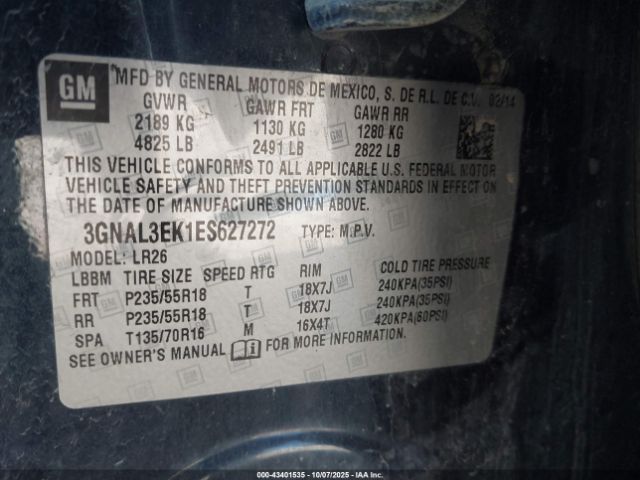 GM
MFD BY GENERAL MOTORS DE MEXICO, S. DE R.L. DE C.V. 02/14
GVWR GAWR FRT GAWR RR
2189 KG 1130 KG 1280 KG
4825 LB 2491 LB 2822 LB
THIS VEHICLE CONFORMS TO ALL APPLICABLE U.S. FEDERAL MOTOR
VEHICLE SAFETY AND THEFT PREVENTION STANDARDS IN EFFECT ON
THE DATE OF MANUFACTURE SHOWN ABOVE.
3GNAL3EK1ES627272 TYPE: M.P.V.
MODEL: LR26
LBBM TIRE SIZE SPEED RTG RIM COLD TIRE PRESSURE
FRT P235/55R18 T 18X7J 240KPA(35PSI)
RR P235/55R18 T 18X7J 240KPA(35PSI)
SPA T135/70R16 M 16X4T 420KPA(60PSI)
SEE OWNER'S MANUAL FOR MORE INFORMATION.
000-43401535 - 10/07/2025 - IAA Inc.